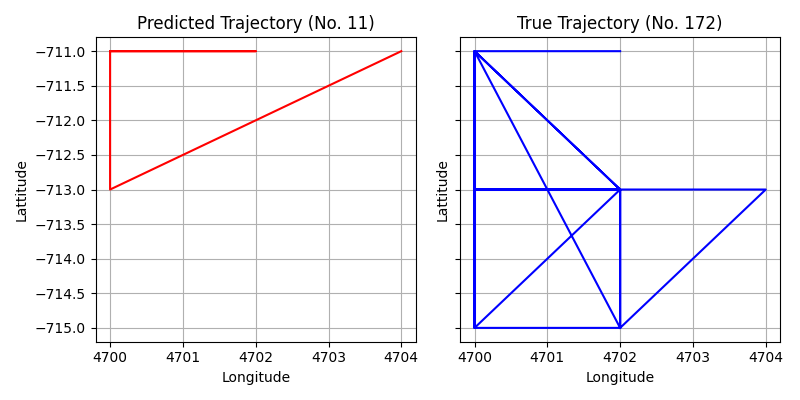 Predicted Trajectory (No. 11)
True Trajectory (No. 172)
Lattitude
−711.0
−711.5
−712.0
−712.5
−713.0
−713.5
−714.0
−714.5
−715.0
4700 4701 4702 4703 4704
Longitude
Lattitude
4700 4701 4702 4703 4704
Longitude